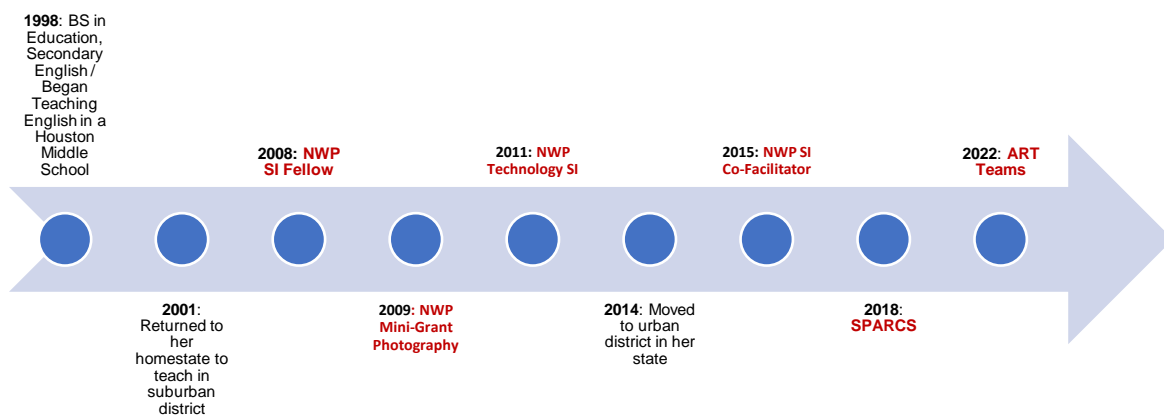 1998: BS in
Education,
Secondary
English /
Began
Teaching
English in a
Houston
Middle
School
2001:
Returned to
her
homestate to
teach in
suburban
district
2008: NWP
SI Fellow
2009: NWP
Mini-Grant
Photography
2011: NWP
Technology SI
2014: Moved
to urban
district in her
state
2015: NWP SI
Co-Facilitator
2018:
SPARCS
2022: ART
Teams